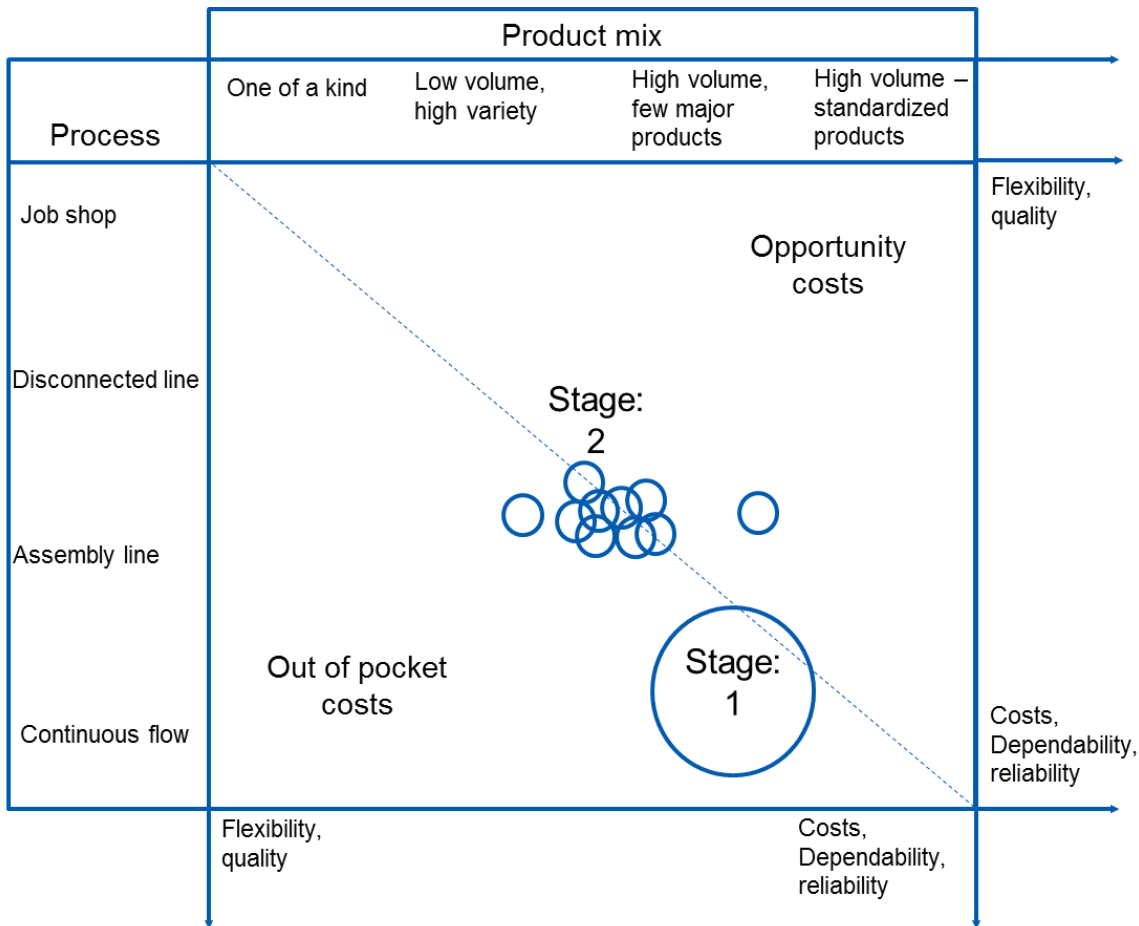 Product mix
Process
One of a kind
Low volume,
high variety
High volume,
few major
products
High volume –
standardized
products
Flexibility,
quality
Job shop
Opportunity
costs
Disconnected line
Stage:
2
Assembly line
Out of pocket
costs
Stage:
1
Continuous flow
Costs,
Dependability,
reliability
Flexibility,
quality
Costs,
Dependability,
reliability